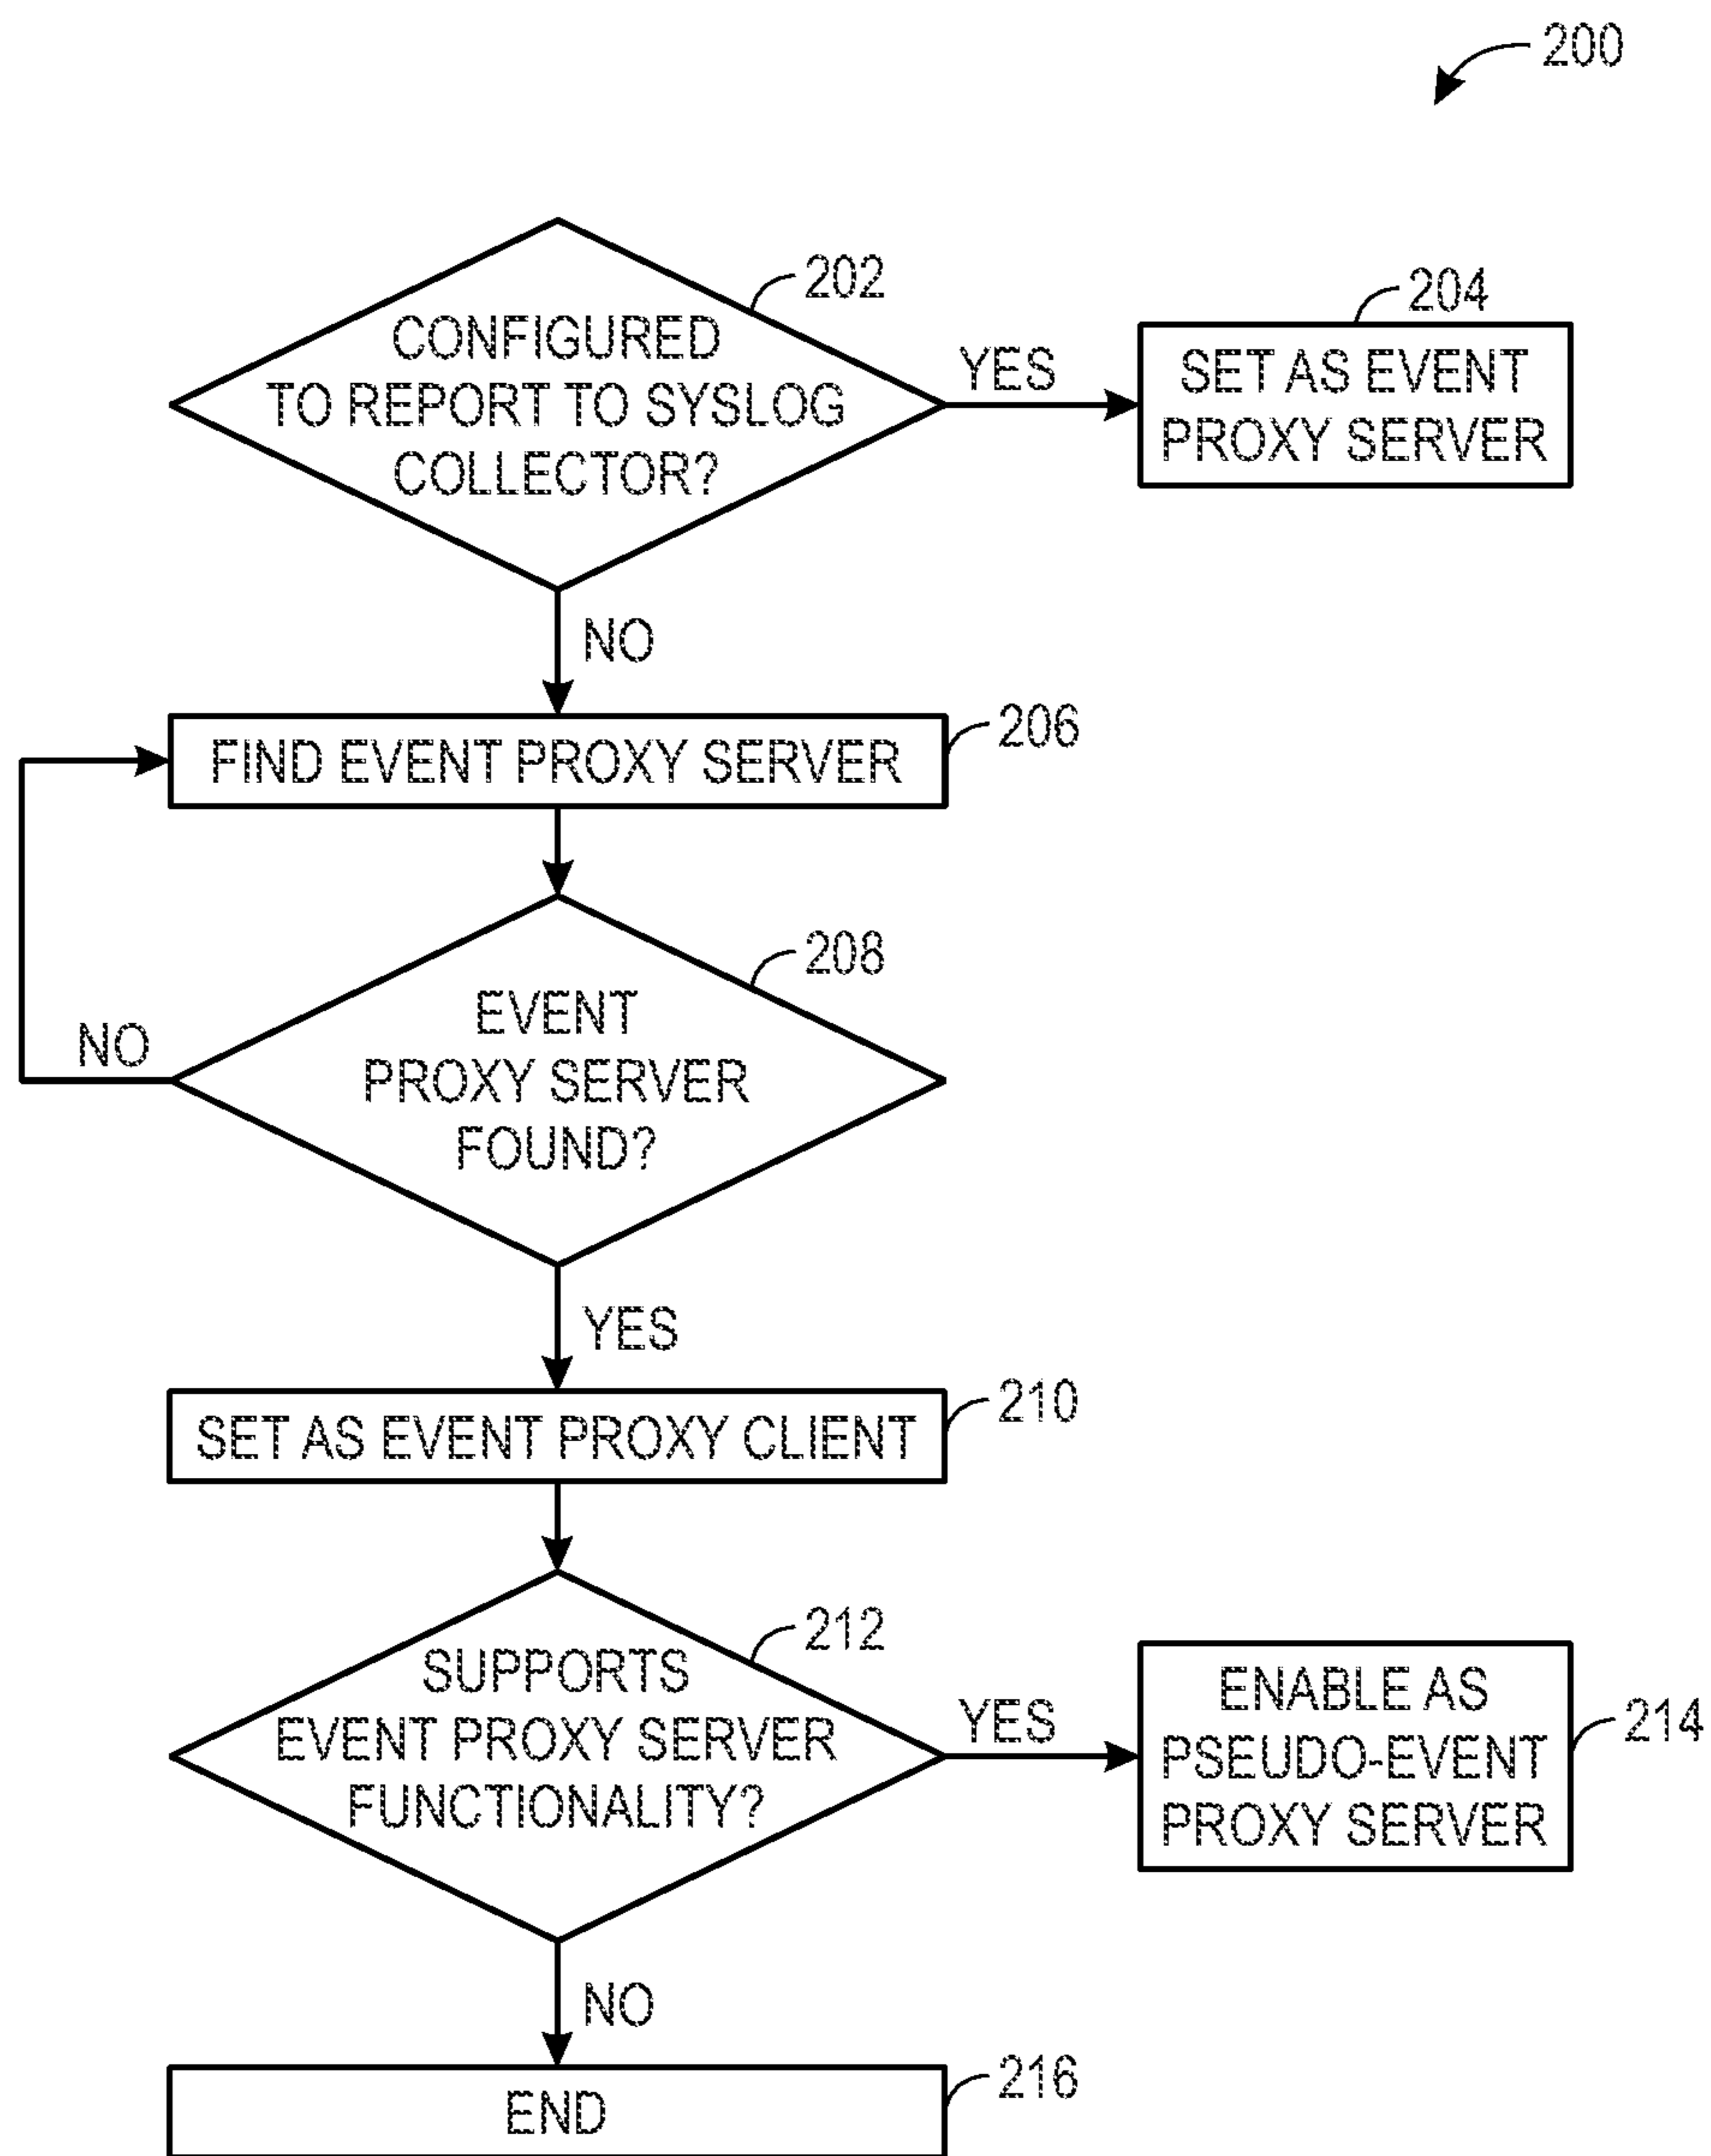 200
202
CONFIGURED
TO REPORT TO SYSLOG
COLLECTOR?
YES
204
SET AS EVENT
PROXY SERVER
NO
206
FIND EVENT PROXY SERVER
208
EVENT
PROXY SERVER
FOUND?
NO
YES
210
SET AS EVENT PROXY CLIENT
212
SUPPORTS
EVENT PROXY SERVER
FUNCTIONALITY?
YES
214
ENABLE AS
PSEUDO-EVENT
PROXY SERVER
NO
216
END